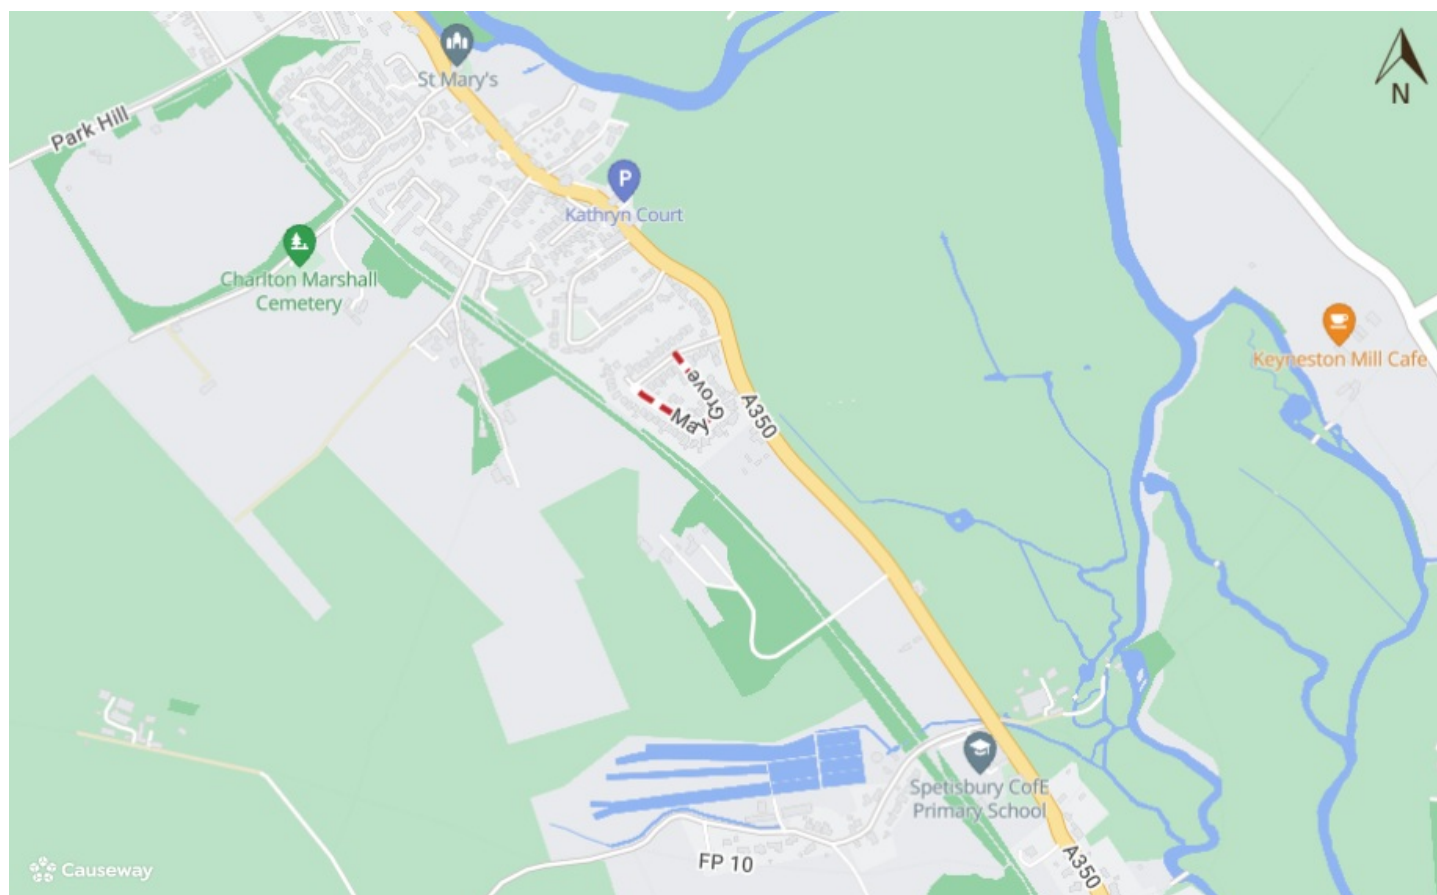 St Mary's
N
Park Hill
P
Kathryn Court
Charlton Marshall
Cemetery
Keyneston Mill Cafe
May Grove
A350
Spetisbury CofE
Primary School
FP 10
A350
Causeway